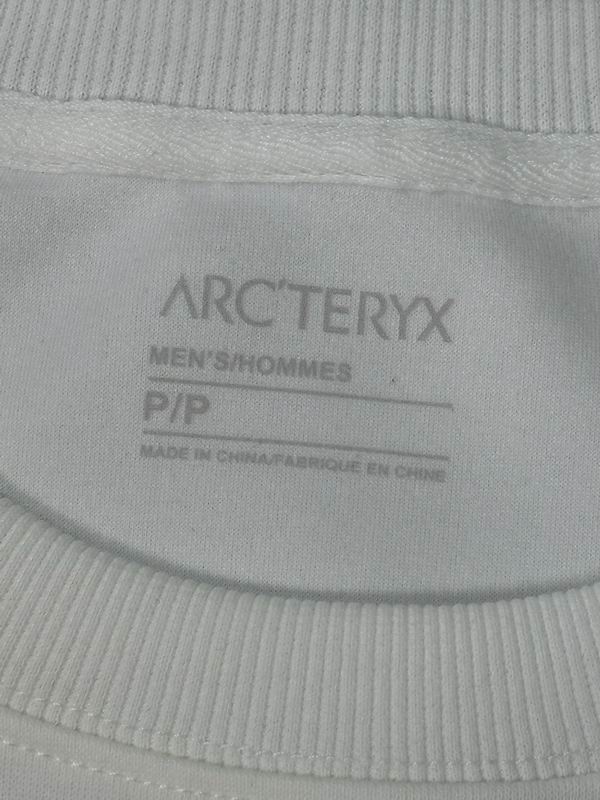 ARC'TERYX
MEN'S/HOMMES
P/P
MADE IN CHINA/FABRIQUE EN CHINE